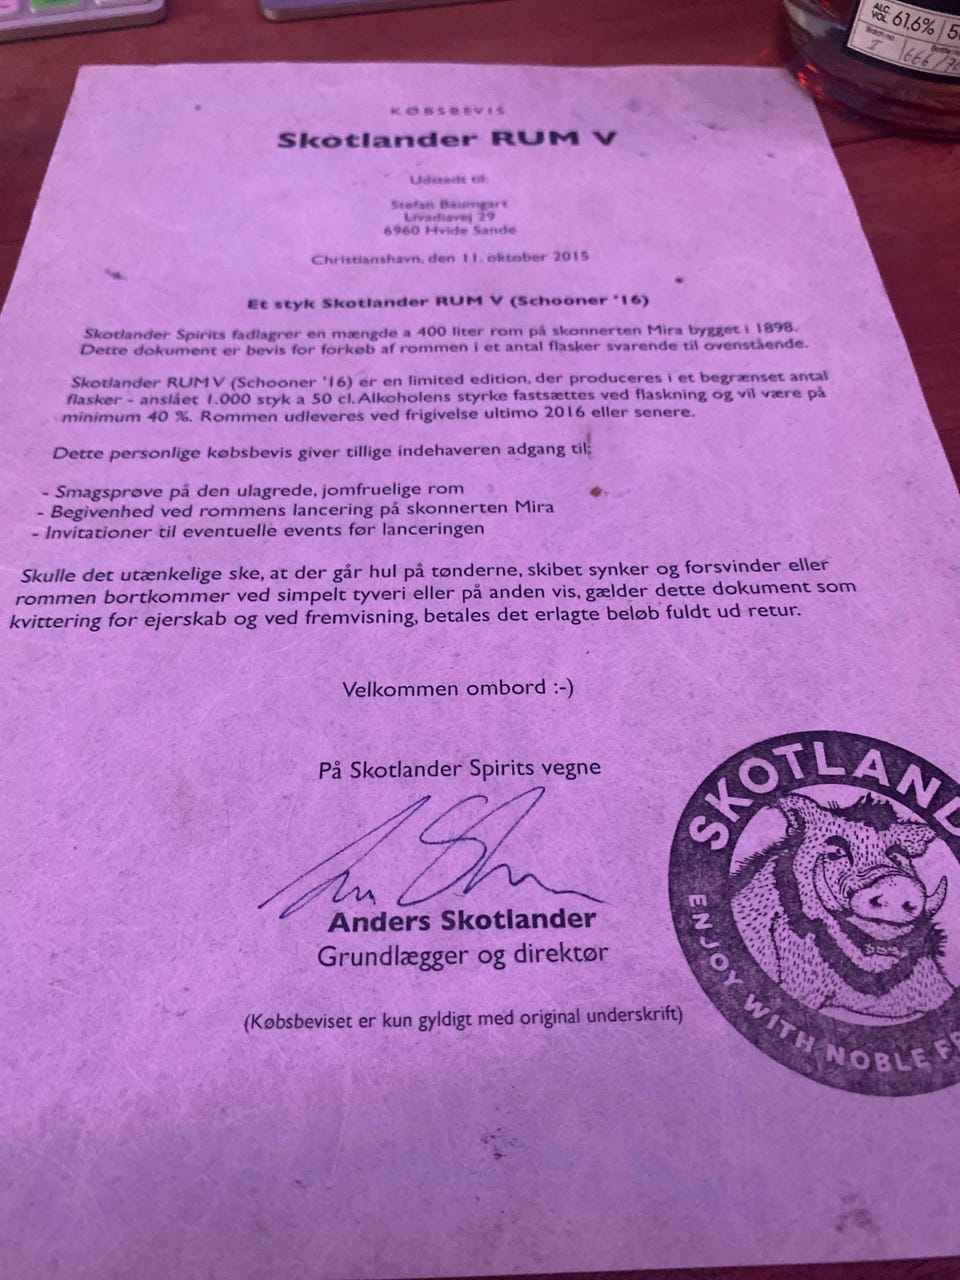 ALC.
VOL. 61.6% 5
Batch no
II 666/70
KØBSBEVIS
Skotlander RUM V
Udstedt til:
Stefan Baumgart
Livadiavej 29
6960 Hvide Sande
Christianshavn, den 11. oktober 2015
Et styk Skotlander RUM V (Schooner '16)
Skotlander Spirits fadlagrer en mængde a 400 liter rom på skonnerten Mira bygget i 1898.
Dette dokument er bevis for forkøb af rommen i et antal flasker svarende til ovenstående.
Skotlander RUM V (Schooner '16) er en limited edition, der produceres i et begrænset antal
flasker - anslået 1.000 styk a 50 cl. Alkoholens styrke fastsættes ved flaskning og vil være på
minimum 40 %. Rommen udleveres ved frigivelse ultimo 2016 eller senere.
Dette personlige købsbevis giver tillige indehaveren adgang til:
- Smagsprøve på den ulagrede, jomfruelige rom
- Begivenhed ved rommens lancering på skonnerten Mira
- Invitationer til eventuelle events før lanceringen
Skulle det utænkelige ske, at der går hul på tønderne, skibet synker og forsvinder eller
rommen bortkommer ved simpelt tyveri eller på anden vis, gælder dette dokument som
kvittering for ejerskab og ved fremvisning, betales det erlagte beløb fuldt ud retur.
Velkommen ombord :-)
På Skotlander Spirits vegne
Anders Skotlander
Grundlægger og direktør
(Købsbeviset er kun gyldigt med original underskrift)
SKOTLAND
ENJOY WITH NOBLE FR